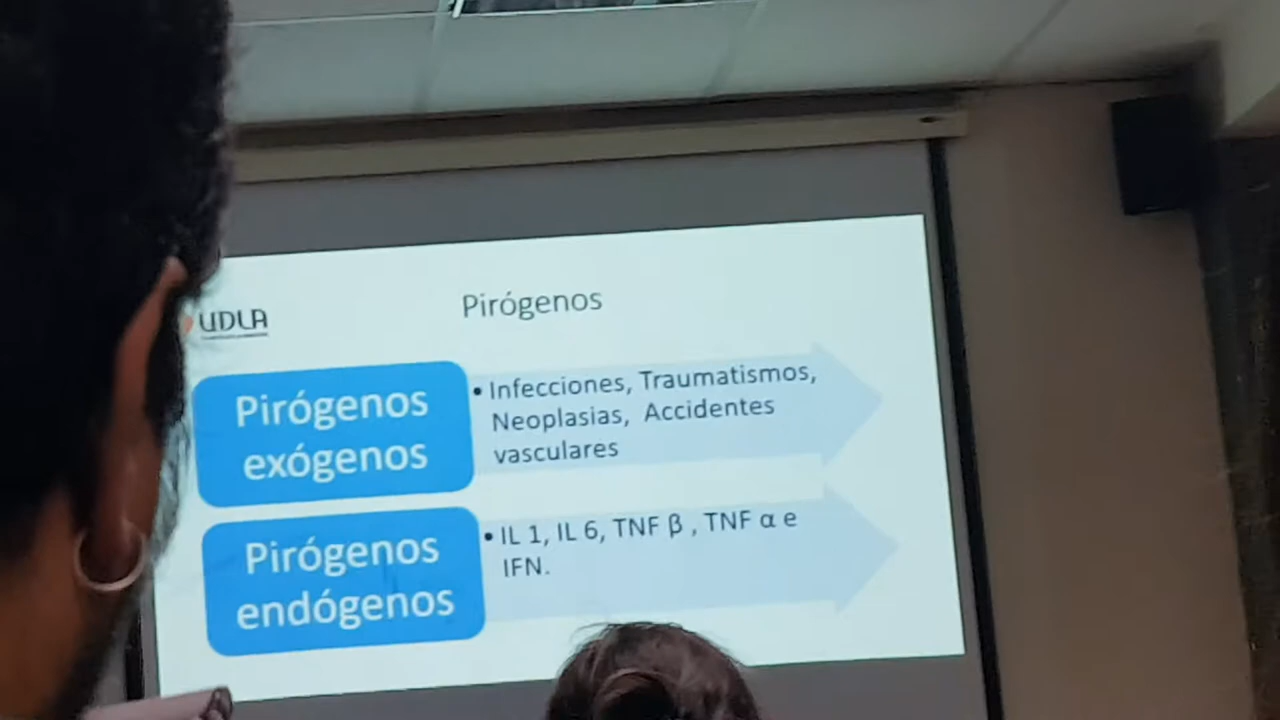 UDLA
Pirógenos
Pirógenos
exógenos
• Infecciones, Traumatismos,
Neoplasias, Accidentes
vasculares
Pirógenos
endógenos
• IL 1, IL 6, TNF β , TNF α e
IFN.